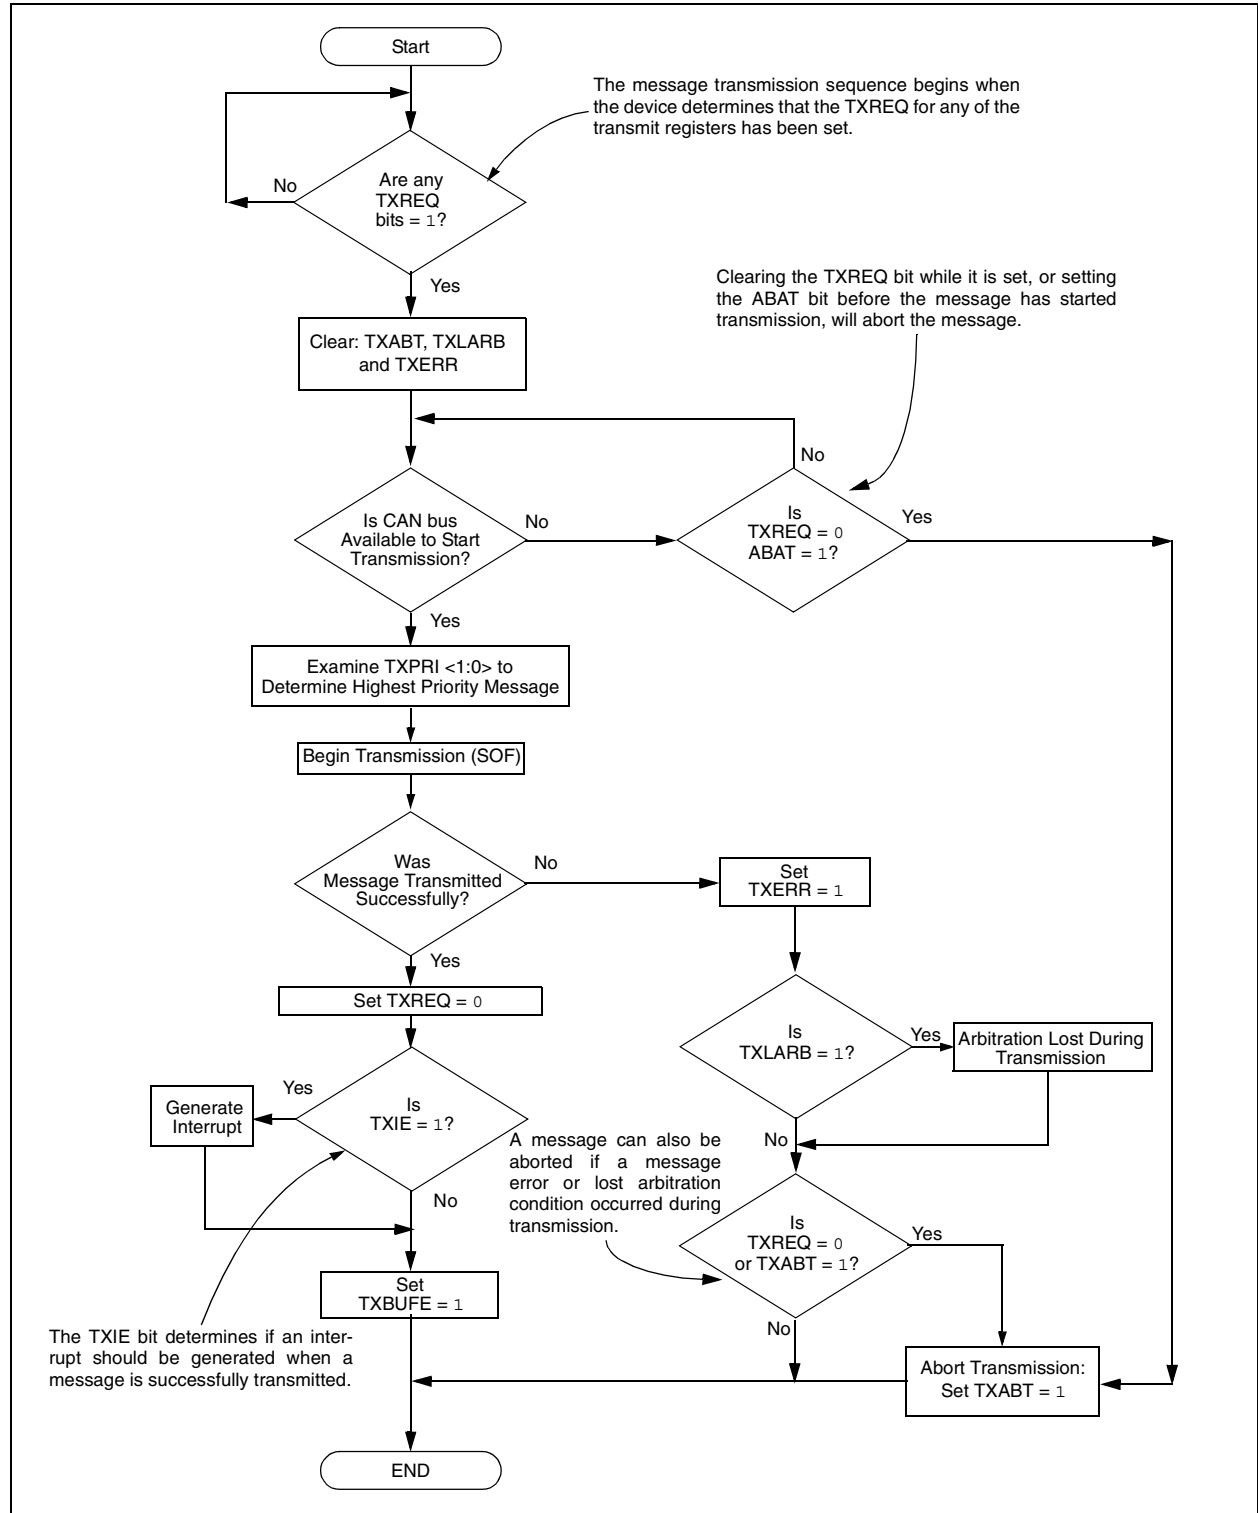 Start
The message transmission sequence begins when
the device determines that the TXREQ for any of the
transmit registers has been set.
No
Are any
TXREQ
bits = 1?
Yes
Clearing the TXREQ bit while it is set, or setting
the ABAT bit before the message has started
transmission, will abort the message.
Clear: TXABT, TXLARB
and TXERR
No
Is CAN bus
Available to Start
Transmission?
No
Is
TXREQ = 0
ABAT = 1?
Yes
Yes
Examine TXPRI <1:0> to
Determine Highest Priority Message
Begin Transmission (SOF)
Was
Message Transmitted
Successfully?
No
Set
TXERR = 1
Yes
Set TXREQ = 0
Is
TXLARB = 1?
Yes
Arbitration Lost During
Transmission
Yes
Generate
Interrupt
Is
TXIE = 1?
No
A message can also be
aborted if a message
error or lost arbitration
condition occurred during
transmission.
No
Is
TXREQ = 0
or TXABT = 1?
Yes
Set
TXBUFE = 1
The TXIE bit determines if an inter-
rupt should be generated when a
message is successfully transmitted.
No
Abort Transmission:
Set TXABT = 1
END